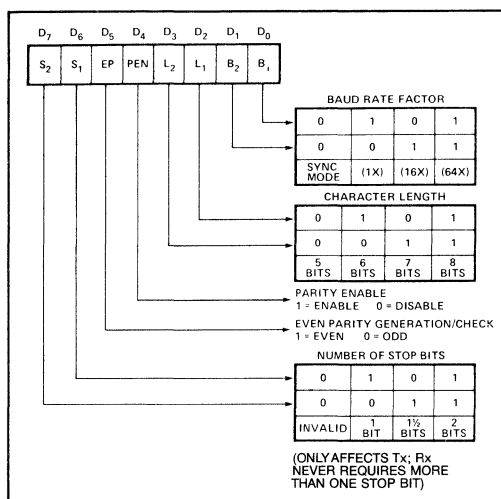 D7 D6 D5 D4 D3 D2 D1 D0
S2 S1 EP PEN L2 L1 B2 B1
BAUD RATE FACTOR
0 1 0 1
0 0 1 1
SYNC MODE (1X) (16X) (64X)
CHARACTER LENGTH
0 1 0 1
0 0 1 1
5 BITS 6 BITS 7 BITS 8 BITS
PARITY ENABLE
1 = ENABLE 0 = DISABLE
EVEN PARITY GENERATION/CHECK
1 = EVEN 0 = ODD
NUMBER OF STOP BITS
0 1 0 1
0 0 1 1
INVALID 1 BIT 1½ BITS 2 BITS
(ONLY AFFECTS Tx; Rx
NEVER REQUIRES MORE
THAN ONE STOP BIT)